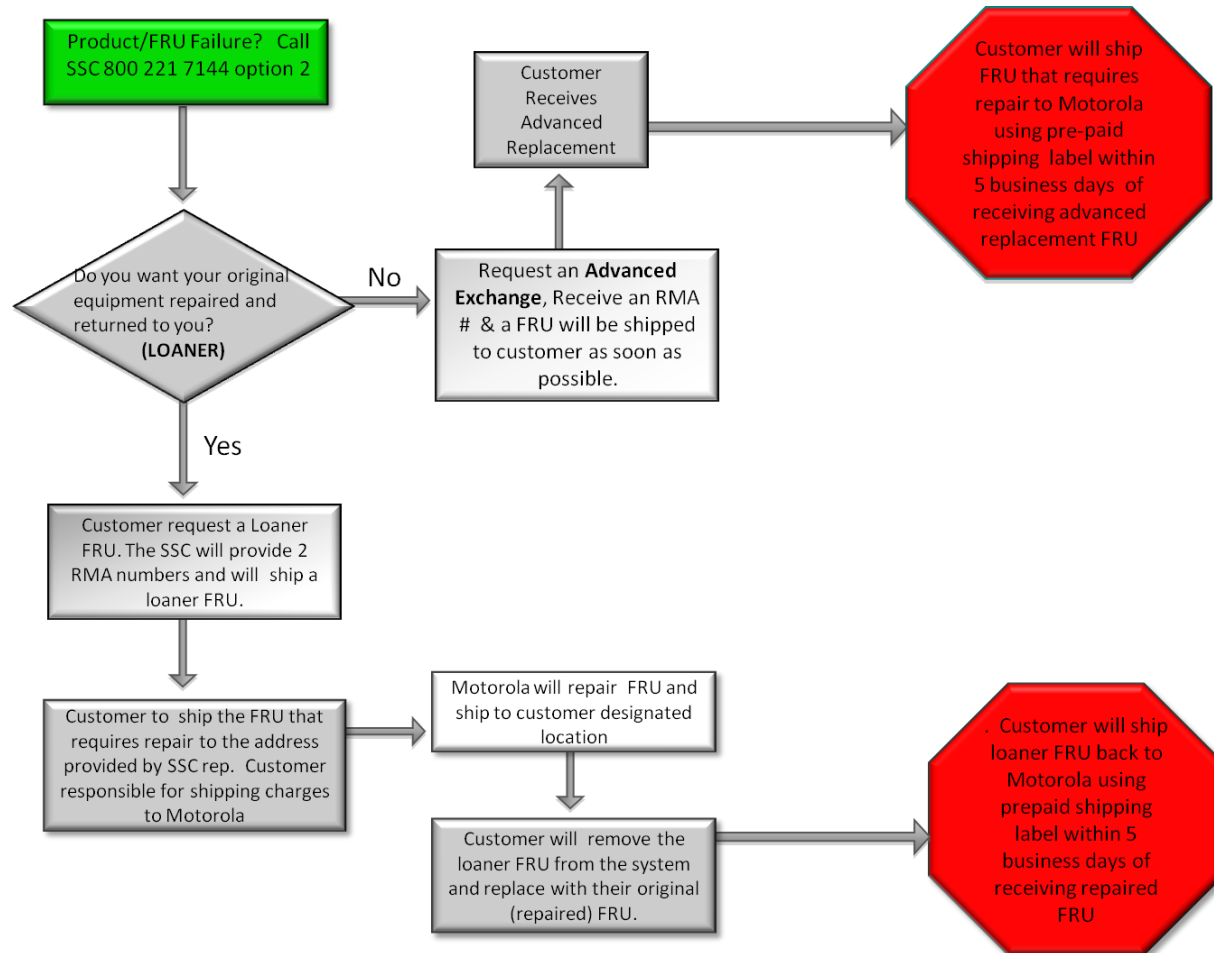 Product/FRU Failure? Call
SSC 800 221 7144 option 2
Do you want your original
equipment repaired and
returned to you?
(LOANER)
No
Request an Advanced
Exchange, Receive an RMA
# & a FRU will be shipped
to customer as soon as
possible.
Customer
Receives
Advanced
Replacement
Customer will ship
FRU that requires
repair to Motorola
using pre-paid
shipping label within
5 business days of
receiving advanced
replacement FRU
Yes
Customer request a Loaner
FRU. The SSC will provide 2
RMA numbers and will ship a
loaner FRU.
Customer to ship the FRU that
requires repair to the address
provided by SSC rep. Customer
responsible for shipping charges
to Motorola
Motorola will repair FRU and
ship to customer designated
location
Customer will remove the
loaner FRU from the system
and replace with their original
(repaired) FRU.
. Customer will ship
loaner FRU back to
Motorola using
prepaid shipping
label within 5
business days of
receiving repaired
FRU